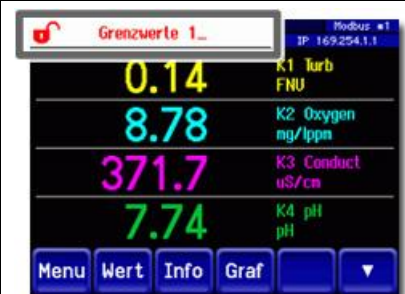 Grenzwerte 1…
Modbus #1
IP 169.254.1.1
0.14 K1 Turb
FNU
8.78 K2 Oxygen
mg/lppm
371.7 K3 Conduct
uS/cm
7.74 K4 pH
pH
Menu Wert Info Graf ▼